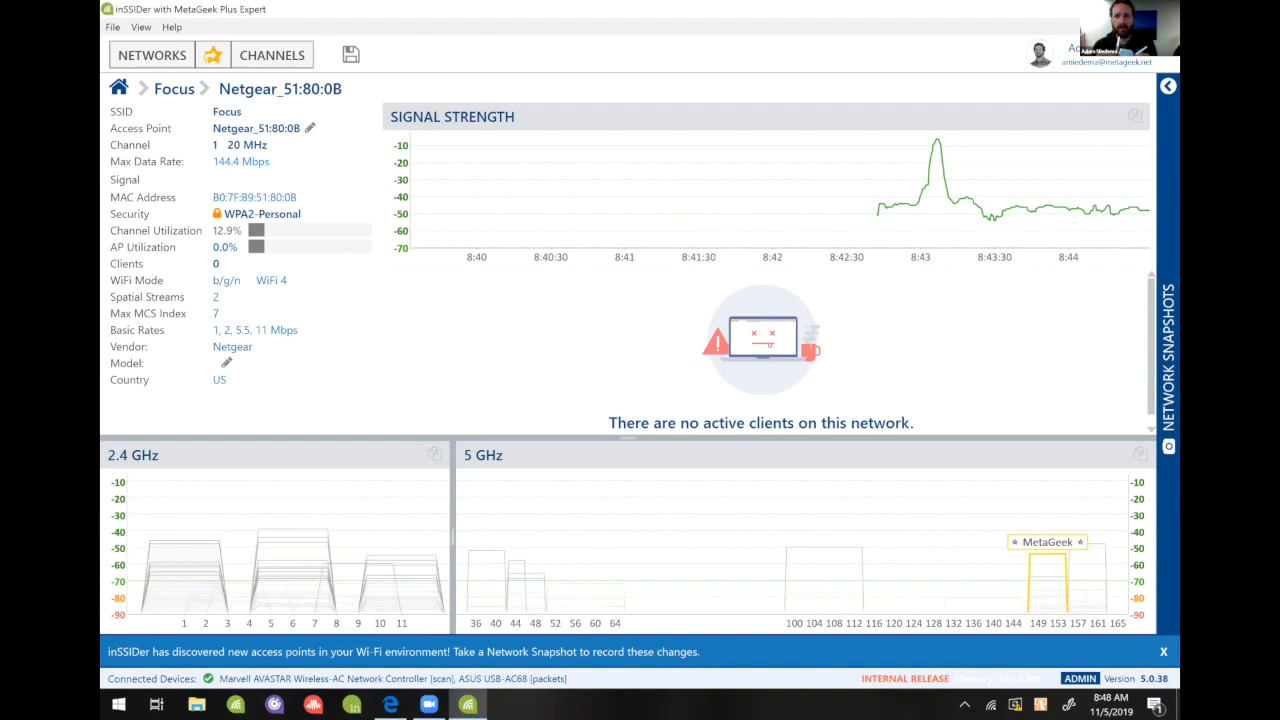 inSSIDer with MetaGeek Plus Expert
File View Help
NETWORKS CHANNELS
Adam Miedema
amiedema@metageek.net
Focus Netgear_51:80:0B
SSID Focus
Access Point Netgear_51:80:0B
Channel 1 20 MHz
Max Data Rate: 144.4 Mbps
Signal
MAC Address B0:7F:B9:51:80:0B
Security WPA2-Personal
Channel Utilization 12.9%
AP Utilization 0.0%
Clients 0
WiFi Mode b/g/n WiFi 4
Spatial Streams 2
Max MCS Index 7
Basic Rates 1, 2, 5.5, 11 Mbps
Vendor: Netgear
Model:
Country US
SIGNAL STRENGTH
-10
-20
-30
-40
-50
-60
-70
8:40 8:40:30 8:41 8:41:30 8:42 8:42:30 8:43 8:43:30 8:44
There are no active clients on this network.
NETWORK SNAPSHOTS
2.4 GHz
-10
-20
-30
-40
-50
-60
-70
-80
-90
1 2 3 4 5 6 7 8 9 10 11
5 GHz
MetaGeek
-10
-20
-30
-40
-50
-60
-70
-80
-90
36 40 44 48 52 56 60 64 100 104 108 112 116 120 124 128 132 136 140 144 149 153 157 161 165
inSSIDer has discovered new access points in your Wi-Fi environment! Take a Network Snapshot to record these changes. X
Connected Devices: Marvell AVASTAR Wireless-AC Network Controller [scan], ASUS USB-AC68 [packets] INTERNAL RELEASE ADMIN Version 5.0.38
8:48 AM
11/5/2019
1